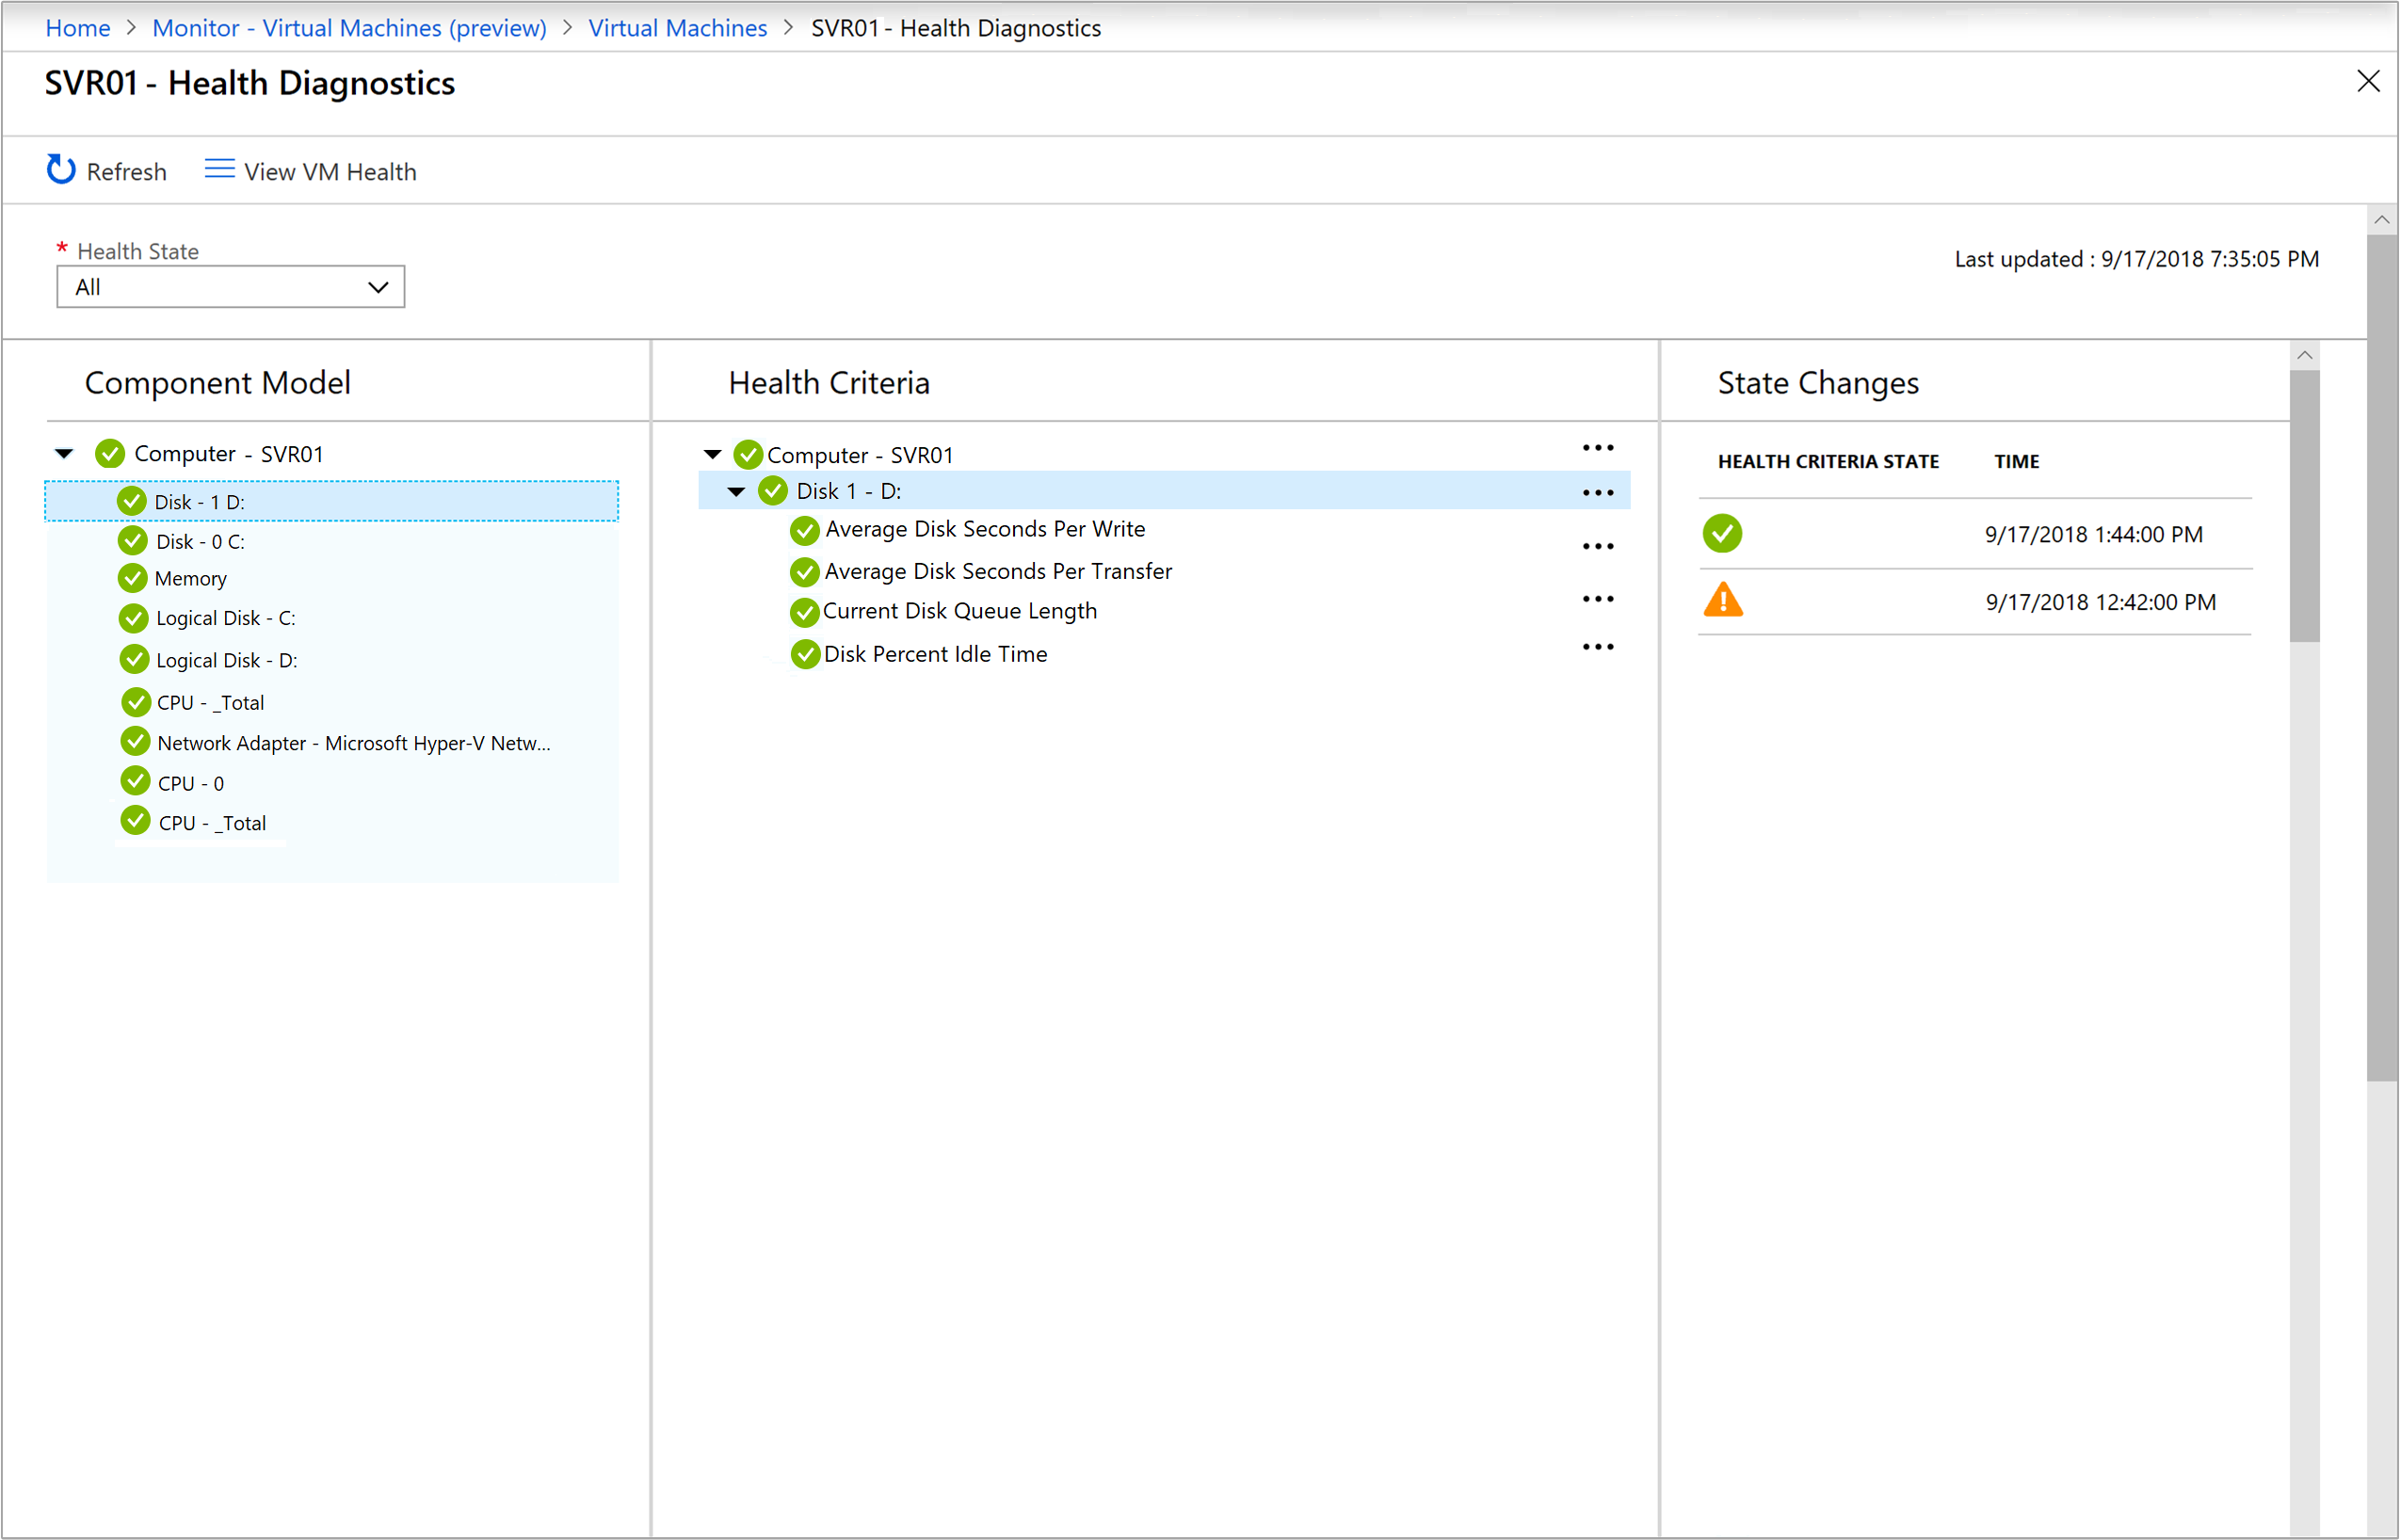 Home > Monitor - Virtual Machines (preview) > Virtual Machines > SVR01 - Health Diagnostics
SVR01 - Health Diagnostics
Refresh View VM Health
* Health State
All
Last updated : 9/17/2018 7:35:05 PM
Component Model
Computer - SVR01
Disk - 1 D:
Disk - 0 C:
Memory
Logical Disk - C:
Logical Disk - D:
CPU - _Total
Network Adapter - Microsoft Hyper-V Netw...
CPU - 0
CPU - _Total
Health Criteria
Computer - SVR01
Disk 1 - D:
Average Disk Seconds Per Write
Average Disk Seconds Per Transfer
Current Disk Queue Length
Disk Percent Idle Time
State Changes
HEALTH CRITERIA STATE TIME
9/17/2018 1:44:00 PM
9/17/2018 12:42:00 PM